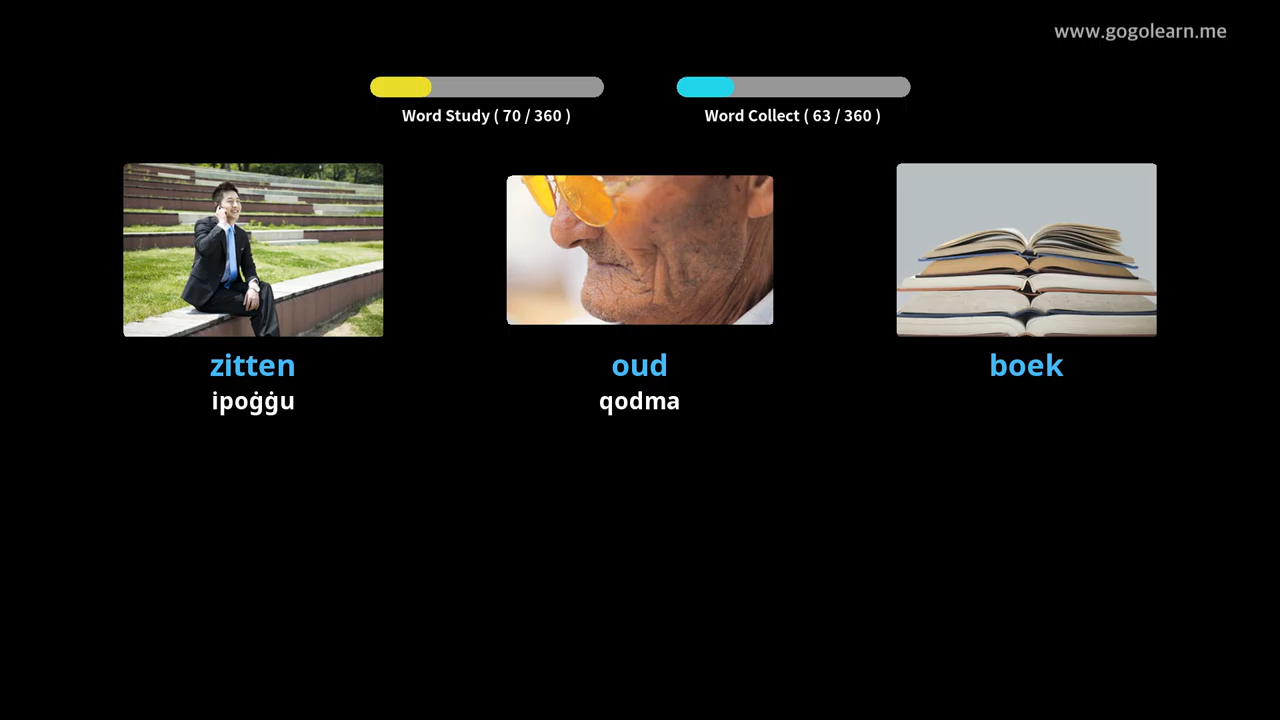 www.gogolearn.me
Word Study ( 70 / 360 )
Word Collect ( 63 / 360 )
zitten
ipoġġu
oud
qodma
boek